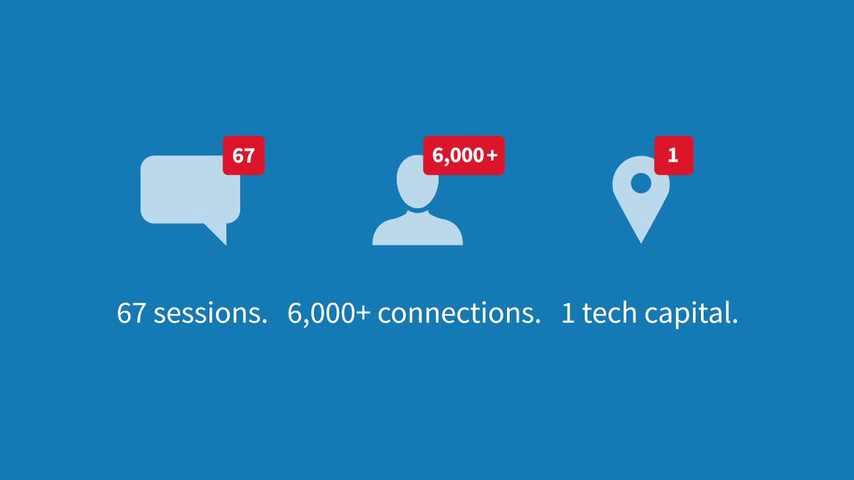 67
6,000+
1
67 sessions. 6,000+ connections. 1 tech capital.